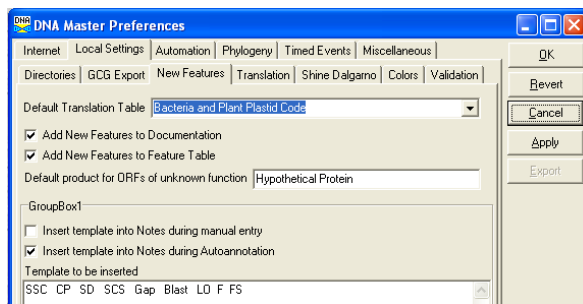 DNA Master Preferences
Internet Local Settings Automation Phylogeny Timed Events Miscellaneous
Directories GCG Export New Features Translation Shine Dalgarno Colors Validation
Default Translation Table Bacteria and Plant Plastid Code
Add New Features to Documentation
Add New Features to Feature Table
Default product for ORFs of unknown function Hypothetical Protein
GroupBox1
Insert template into Notes during manual entry
Insert template into Notes during Autoannotation
Template to be inserted
SSC CP SD SCS Gap Blast LO F FS
OK
Revert
Cancel
Apply
Export